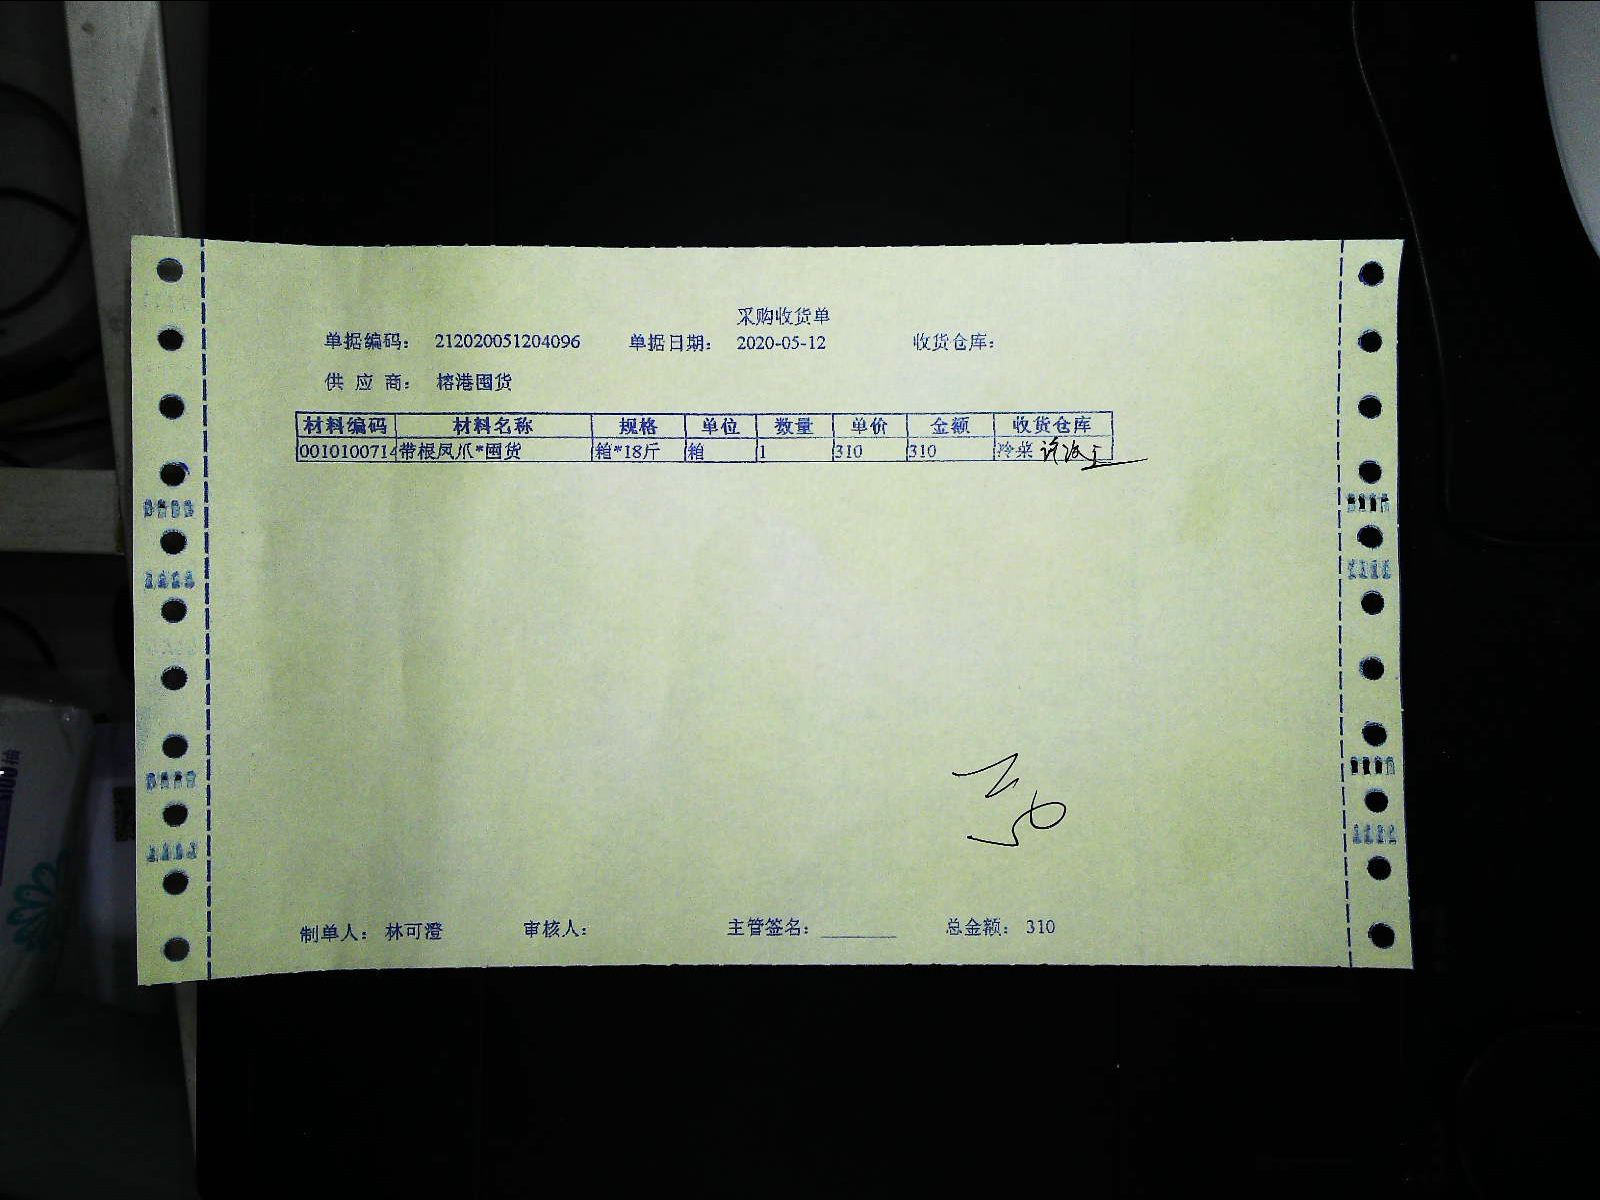 采购收货单
单据编码： 212020051204096 单据日期： 2020-05-12 收货仓库：
供 应 商： 榕港囤货
材料编码 材料名称 规格 单位 数量 单价 金额 收货仓库
0010100714 带根凤爪*囤货 箱*18斤 箱 1 310 310 冷菜
制单人： 林可澄 审核人： 主管签名： ________ 总金额： 310